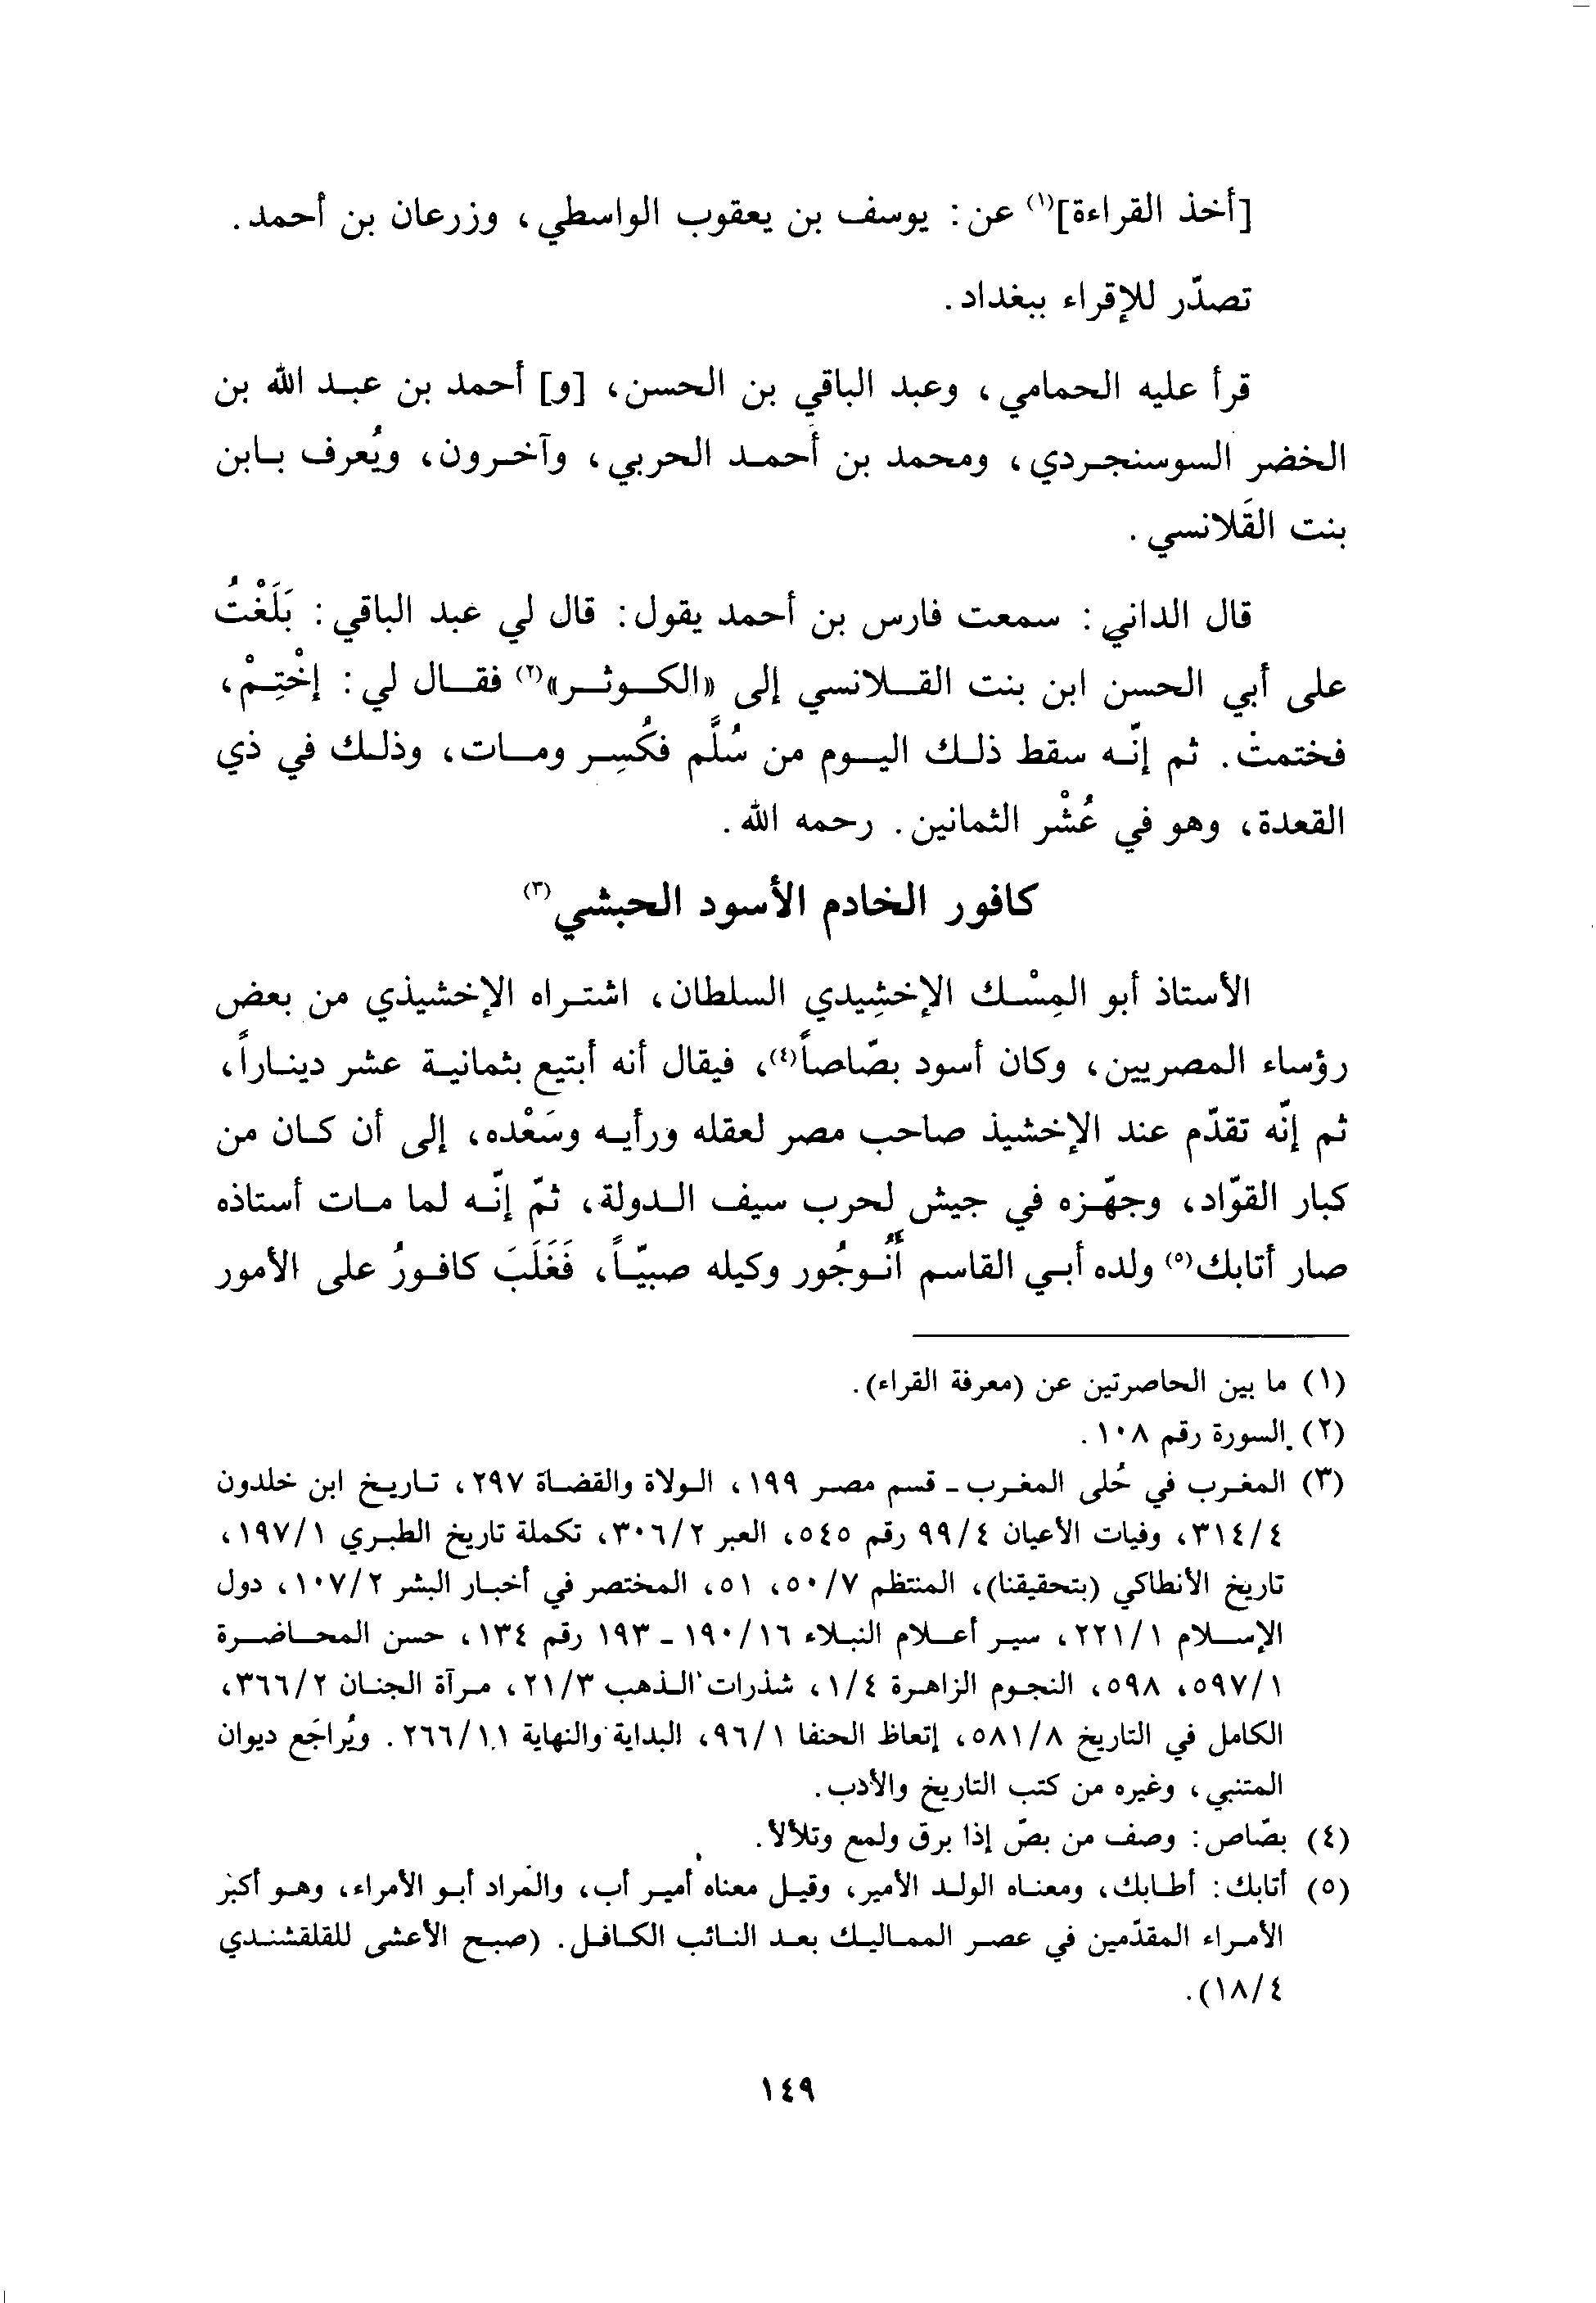 [أخذ القراءة](١) عن: يوسف بن يعقوب الواسطي، وزرعان بن أحمد.
تصدّر للإقراء ببغداد.
قرأ عليه الحمامي، وعبد الباقي بن الحسن، [و] أحمد بن عبد الله بن
الخضر السوسنجردي، ومحمد بن أحمد الحربي، وآخرون، ويُعرف بابن
بنت القَلانسي.
قال الداني: سمعت فارس بن أحمد يقول: قال لي عبد الباقي: بَلَغْتُ
على أبي الحسن ابن بنت القلانسي إلى «الكوثر»(٢) فقال لي: إخْتِمْ،
فختمت. ثم إنّه سقط ذلك اليوم من سُلَّم فكُسِر ومات، وذلك في ذي
القعدة، وهو في عُشْر الثمانين. رحمه الله.
كافور الخادم الأسود الحبشي(٣)
الأستاذ أبو المِسْك الإخشِيدي السلطان، اشتراه الإخشيذي من بعض
رؤساء المصريين، وكان أسود بصّاصاً(٤)، فيقال أنه أبتيع بثمانية عشر ديناراً،
ثم إنّه تقدّم عند الإخشيذ صاحب مصر لعقله ورأيه وسَعْده، إلى أن كان من
كبار القوّاد، وجهّزه في جيش لحرب سيف الدولة، ثمّ إنّه لما مات أستاذه
صار أتابك(٥) ولده أبي القاسم أُنُوجُور وكيله صبيّاً، فَغَلَبَ كافورُ على الأمور
(١) ما بين الحاصرتين عن (معرفة القراء).
(٢) السورة رقم ١٠٨.
(٣) المغرب في حُلى المغرب ـ قسم مصر ١٩٩، الولاة والقضاة ٢٩٧، تاريخ ابن خلدون
٣١٤/٤، وفيات الأعيان ٩٩/٤ رقم ٥٤٥، العبر ٣٠٦/٢، تكملة تاريخ الطبري ١٩٧/١،
تاريخ الأنطاكي (بتحقيقنا)، المنتظم ٥٠/٧، ٥١، المختصر في أخبار البشر ١٠٧/٢، دول
الإسلام ٢٢١/١، سير أعلام النبلاء ١٩٠/١٦ ـ ١٩٣ رقم ١٣٤، حسن المحاضرة
٥٩٧/١، ٥٩٨، النجوم الزاهرة ١/٤، شذرات الذهب ٢١/٣، مرآة الجنان ٣٦٦/٢،
الكامل في التاريخ ٥٨١/٨، إتعاظ الحنفا ٩٦/١، البداية والنهاية ٢٦٦/١١. ويُراجَع ديوان
المتنبي، وغيره من كتب التاريخ والأدب.
(٤) بصّاص: وصف من بصّ إذا برق ولمع وتلألأ.
(٥) أتابك: أطابك، ومعناه الولد الأمير، وقيل معناه أمير أب، والمراد أبو الأمراء، وهو أكبر
الأمراء المقدّمين في عصر المماليك بعد النائب الكافل. (صبح الأعشى للقلقشندي
١٨/٤).
١٤٩